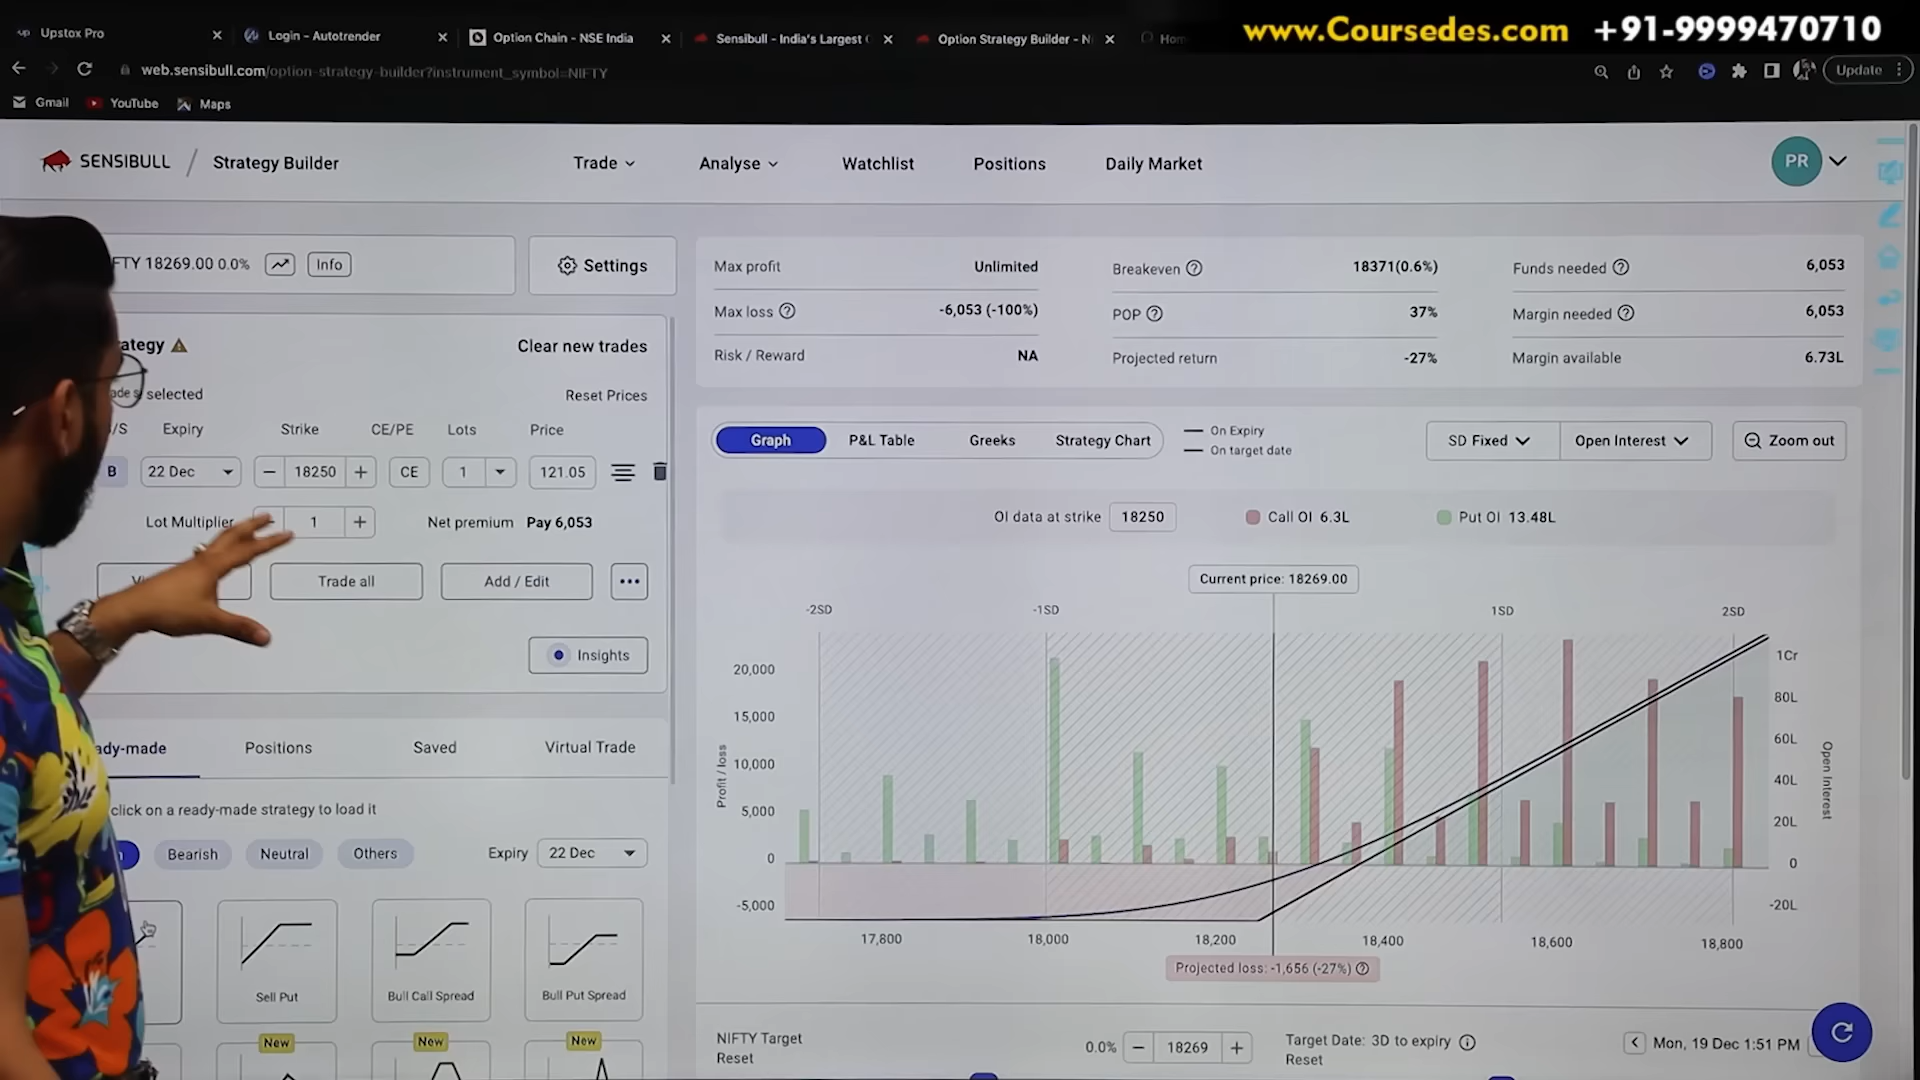 Upstox Pro
Login - Autotrender
Option Chain - NSE India
Sensibull - India's Largest
Option Strategy Builder - N
www.Coursedes.com +91-9999470710
web.sensibull.com/option-strategy-builder?instrument_symbol=NIFTY
Update
Gmail YouTube Maps
SENSIBULL / Strategy Builder
Trade Analyse Watchlist Positions Daily Market
PR
FTY 18269.00 0.0% Info
Settings
Max profit Unlimited
Max loss -6,053 (-100%)
Risk / Reward NA
Breakeven 18371(0.6%)
POP 37%
Projected return -27%
Funds needed 6,053
Margin needed 6,053
Margin available 6.73L
ategy
Clear new trades
selected
Reset Prices
/S Expiry Strike CE/PE Lots Price
B 22 Dec − 18250 + CE 1 121.05
Lot Multiplier 1 + Net premium Pay 6,053
Trade all Add / Edit ...
Insights
Graph P&L Table Greeks Strategy Chart
On Expiry
On target date
SD Fixed Open Interest Zoom out
OI data at strike 18250 Call OI 6.3L Put OI 13.48L
Current price: 18269.00
-2SD -1SD 1SD 2SD
Profit / loss
20,000
15,000
10,000
5,000
0
-5,000
1Cr
80L
60L
40L
20L
0
-20L
Open Interest
17,800 18,000 18,200 18,400 18,600 18,800
Projected loss: -1,656 (-27%)
ady-made Positions Saved Virtual Trade
click on a ready-made strategy to load it
Bearish Neutral Others Expiry 22 Dec
Sell Put
Bull Call Spread
Bull Put Spread
New New New
NIFTY Target
Reset
0.0% − 18269 +
Target Date: 3D to expiry
Reset
Mon, 19 Dec 1:51 PM